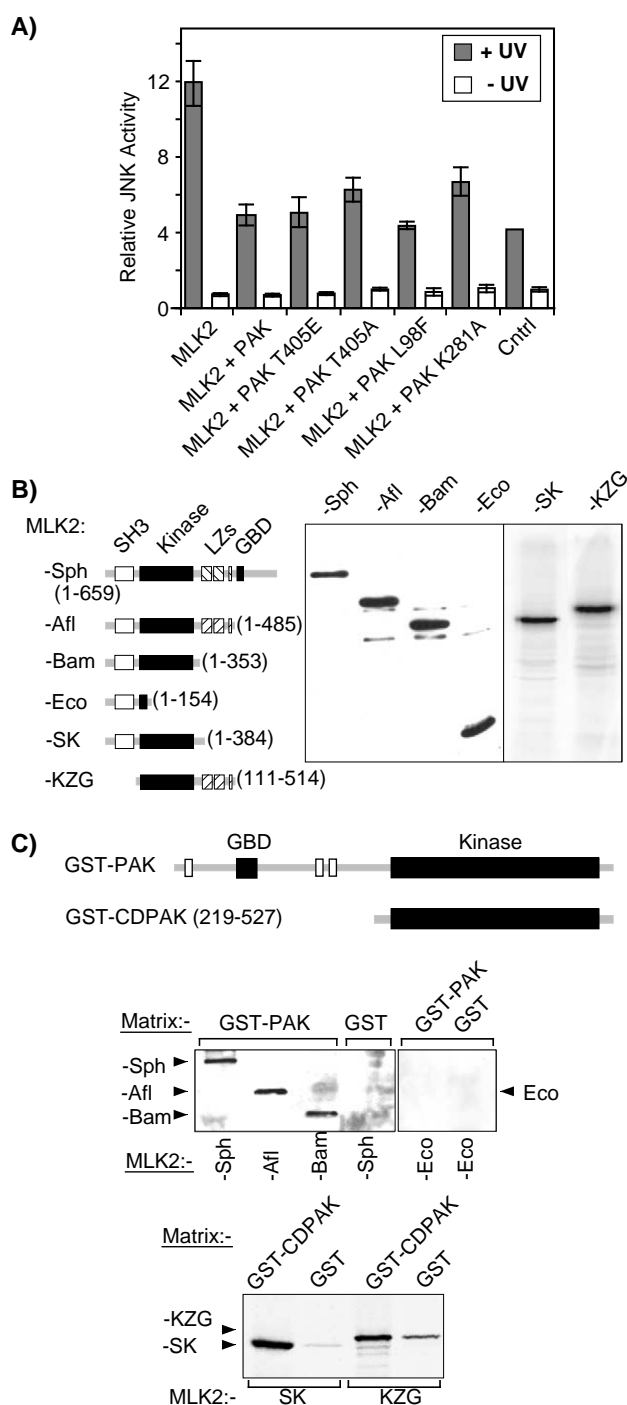 A)
+ UV
- UV
Relative JNK Activity
12
8
4
0
MLK2
MLK2 + PAK
MLK2 + PAK T405E
MLK2 + PAK T405A
MLK2 + PAK L98F
MLK2 + PAK K281A
Cntrl
B)
MLK2:
SH3 Kinase LZs GBD
-Sph
(1-659)
-Afl (1-485)
-Bam (1-353)
-Eco (1-154)
-SK (1-384)
-KZG (111-514)
-Sph -Afl -Bam -Eco -SK -KZG
C)
GBD Kinase
GST-PAK
GST-CDPAK (219-527)
Matrix:- GST-PAK GST GST-PAK GST
-Sph
-Afl
-Bam
Eco
MLK2:- -Sph -Afl -Bam -Sph -Eco -Eco
Matrix:- GST-CDPAK GST GST-CDPAK GST
-KZG
-SK
MLK2:- SK KZG